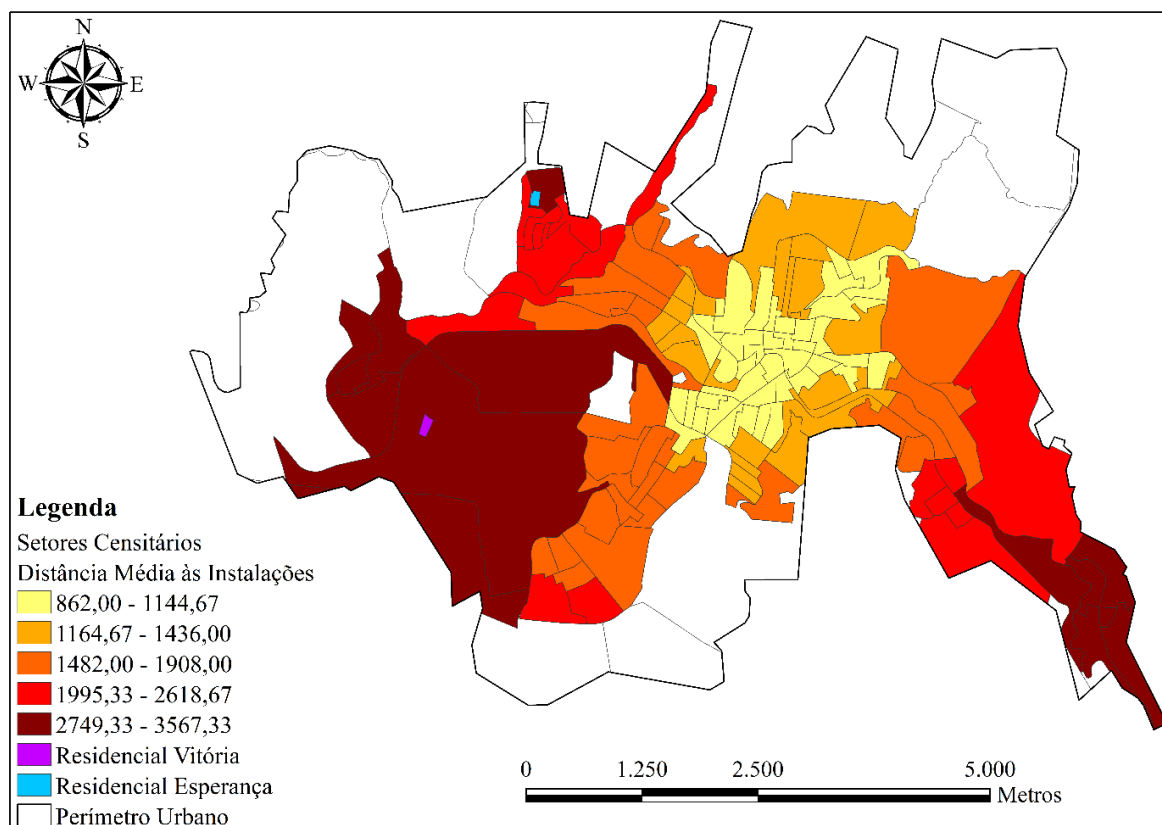 N
W E
S
Legenda
Setores Censitários
Distância Média às Instalações
862,00 - 1144,67
1164,67 - 1436,00
1482,00 - 1908,00
1995,33 - 2618,67
2749,33 - 3567,33
Residencial Vitória
Residencial Esperança
Perímetro Urbano
0 1.250 2.500 5.000
Metros